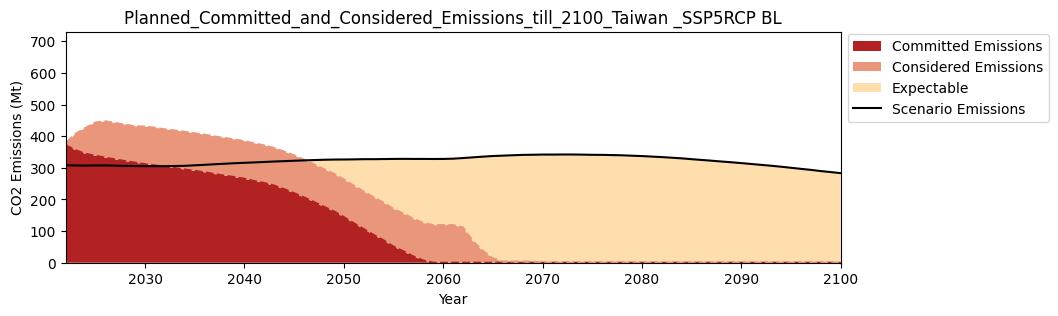 Planned_Committed_and_Considered_Emissions_till_2100_Taiwan _SSP5RCP BL
700
600
500
400
300
200
100
0
CO2 Emissions (Mt)
2030 2040 2050 2060 2070 2080 2090 2100
Year
Committed Emissions
Considered Emissions
Expectable
Scenario Emissions